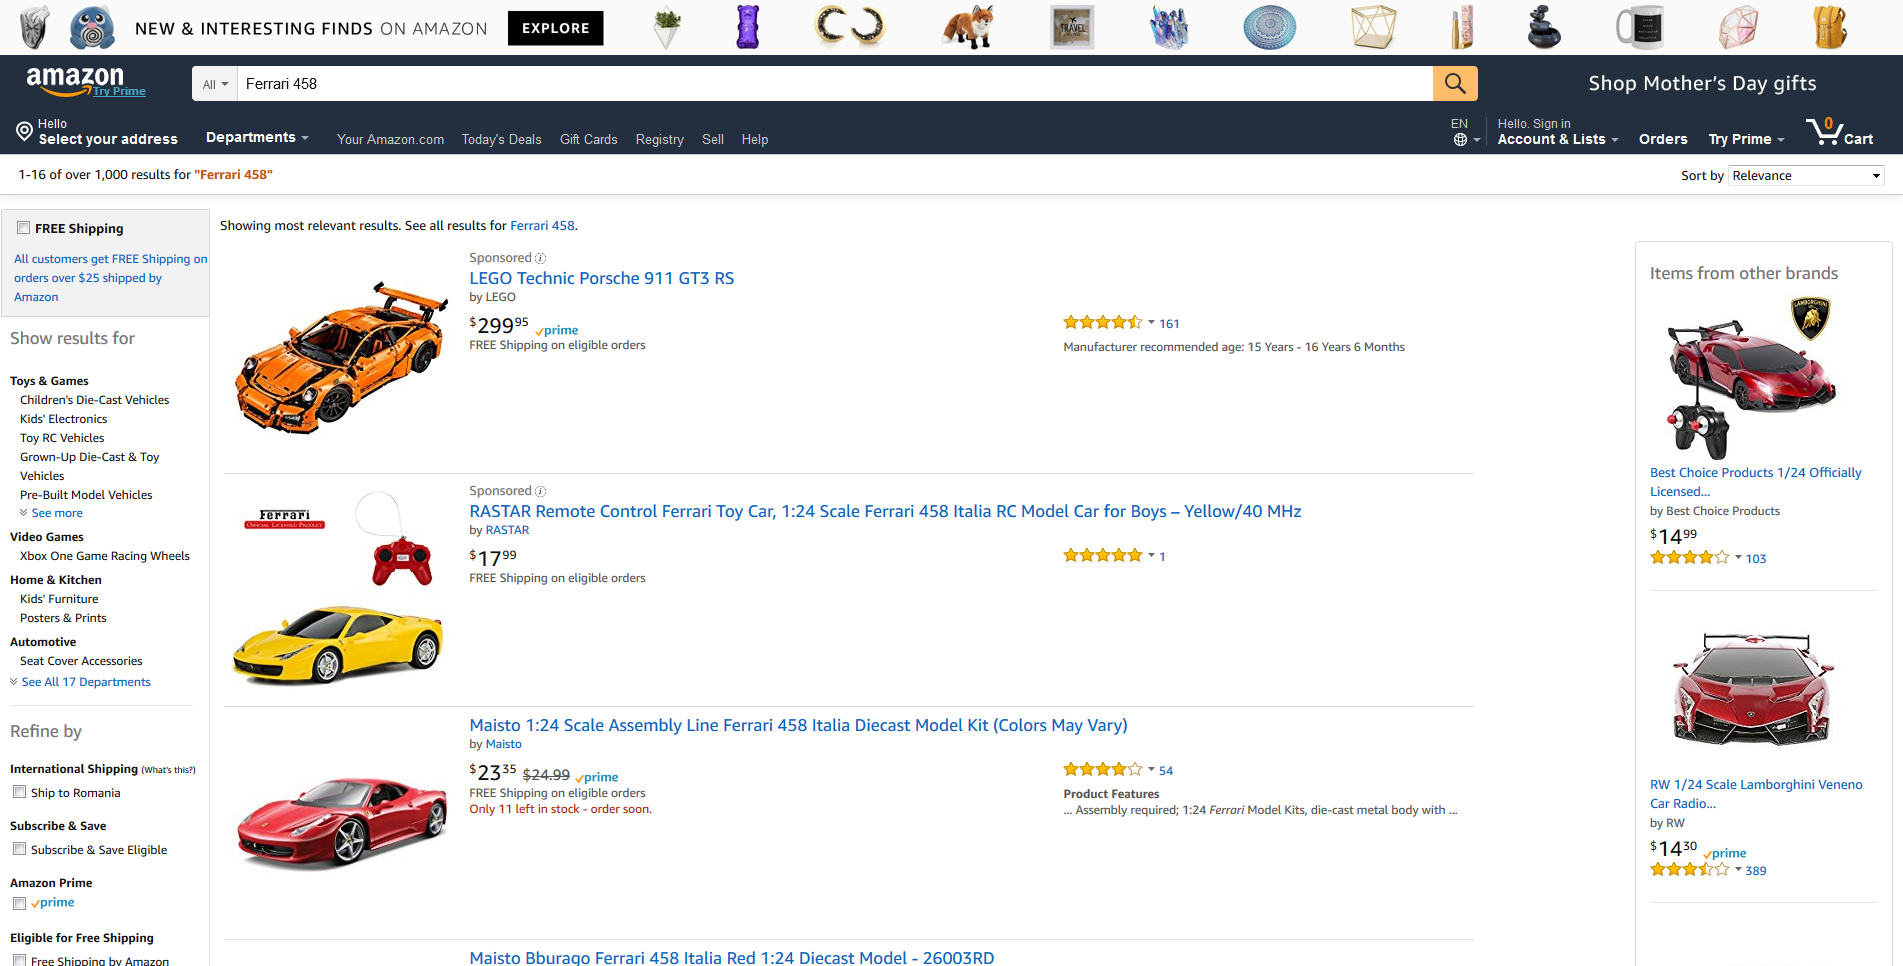 NEW & INTERESTING FINDS ON AMAZON EXPLORE
TRAVEL
amazon
Try Prime
All
Ferrari 458
Shop Mother's Day gifts
Hello
Select your address
Departments
Your Amazon.com Today's Deals Gift Cards Registry Sell Help
EN
Hello. Sign in
Account & Lists
Orders
Try Prime
0
Cart
1-16 of over 1,000 results for "Ferrari 458"
Sort by Relevance
FREE Shipping
All customers get FREE Shipping on
orders over $25 shipped by
Amazon
Show results for
Toys & Games
Children's Die-Cast Vehicles
Kids' Electronics
Toy RC Vehicles
Grown-Up Die-Cast & Toy
Vehicles
Pre-Built Model Vehicles
See more
Video Games
Xbox One Game Racing Wheels
Home & Kitchen
Kids' Furniture
Posters & Prints
Automotive
Seat Cover Accessories
See All 17 Departments
Refine by
International Shipping (What's this?)
Ship to Romania
Subscribe & Save
Subscribe & Save Eligible
Amazon Prime
prime
Eligible for Free Shipping
Free Shipping by Amazon
Showing most relevant results. See all results for Ferrari 458.
Sponsored
LEGO Technic Porsche 911 GT3 RS
by LEGO
$299 95 prime
FREE Shipping on eligible orders
161
Manufacturer recommended age: 15 Years - 16 Years 6 Months
Ferrari
OFFICIAL LICENSED PRODUCT
Sponsored
RASTAR Remote Control Ferrari Toy Car, 1:24 Scale Ferrari 458 Italia RC Model Car for Boys – Yellow/40 MHz
by RASTAR
$17 99
FREE Shipping on eligible orders
1
Maisto 1:24 Scale Assembly Line Ferrari 458 Italia Diecast Model Kit (Colors May Vary)
by Maisto
$23 35 $24.99 prime
FREE Shipping on eligible orders
Only 11 left in stock - order soon.
54
Product Features
... Assembly required; 1:24 Ferrari Model Kits, die-cast metal body with ...
Maisto Bburago Ferrari 458 Italia Red 1:24 Diecast Model - 26003RD
Items from other brands
LAMBORGHINI
Best Choice Products 1/24 Officially
Licensed...
by Best Choice Products
$14 99
103
RW 1/24 Scale Lamborghini Veneno
Car Radio...
by RW
$14 30 prime
389